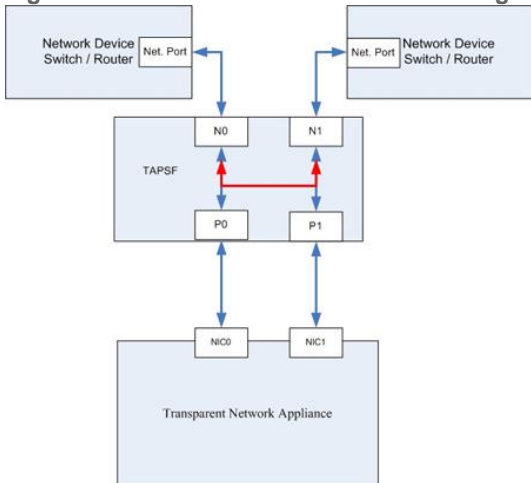 Network Device
Switch / Router
Net. Port
Net. Port
Network Device
Switch / Router
N0
N1
TAPSF
P0
P1
NIC0
NIC1
Transparent Network Appliance